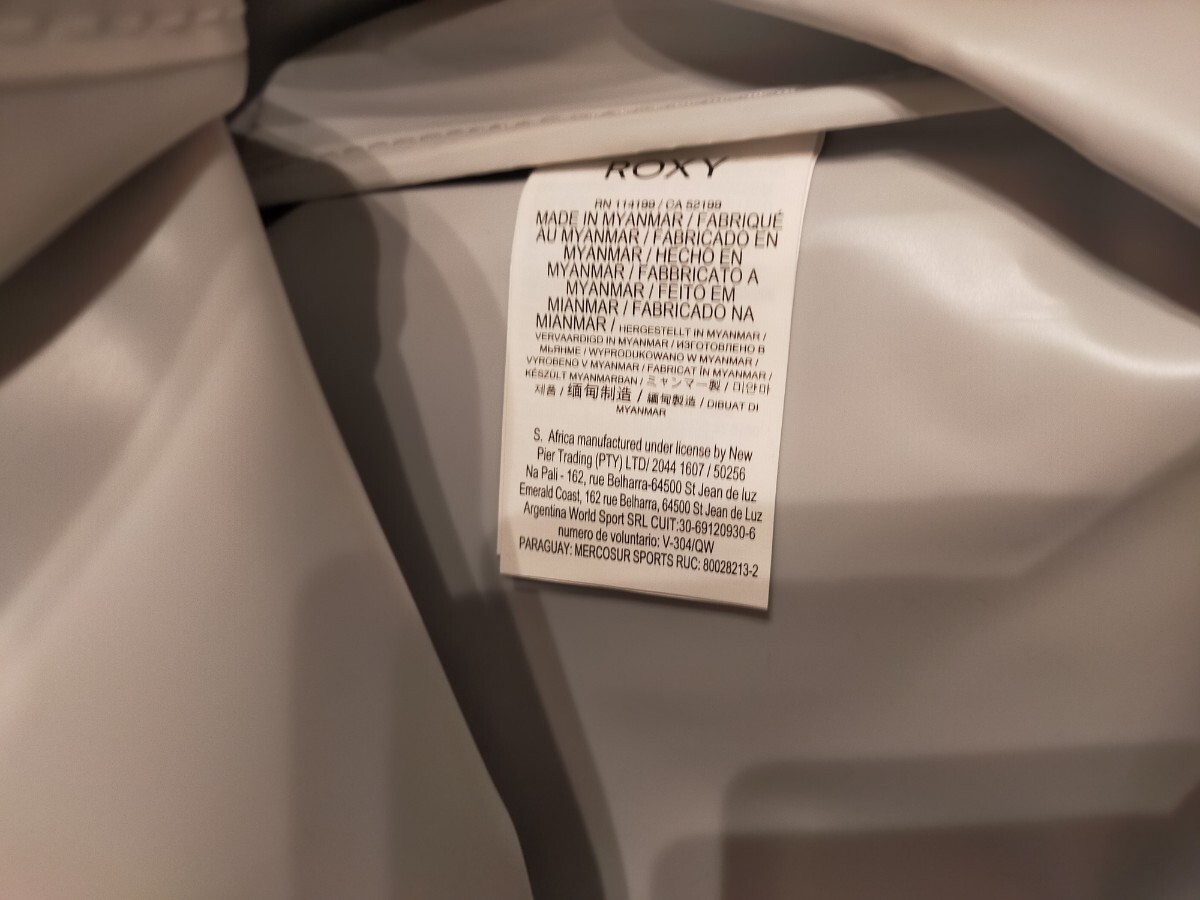 ROXY
RN 114199 / CA 52199
MADE IN MYANMAR / FABRIQUÉ
AU MYANMAR / FABRICADO EN
MYANMAR / HECHO EN
MYANMAR / FABBRICATO A
MYANMAR / FEITO EM
MIANMAR / FABRICADO NA
MIANMAR / HERGESTELLT IN MYANMAR /
VERVAARDIGD IN MYANMAR / ИЗГОТОВЛЕНО В
МЬЯНМЕ / WYPRODUKOWANO W MYANMAR /
VYROBENO V MYANMAR / FABRICAT ÎN MYANMAR /
KÉSZÜLT MYANMARBAN / ミャンマー製 / 미얀마
제품 / 缅甸制造 / 緬甸製造 / DIBUAT DI
MYANMAR
S. Africa manufactured under license by New
Pier Trading (PTY) LTD/ 2044 1607 / 50256
Na Pali - 162, rue Belharra-64500 St Jean de luz
Emerald Coast, 162 rue Belharra, 64500 St Jean de Luz
Argentina World Sport SRL CUIT:30-69120930-6
numero de voluntario: V-304/QW
PARAGUAY: MERCOSUR SPORTS RUC: 80028213-2